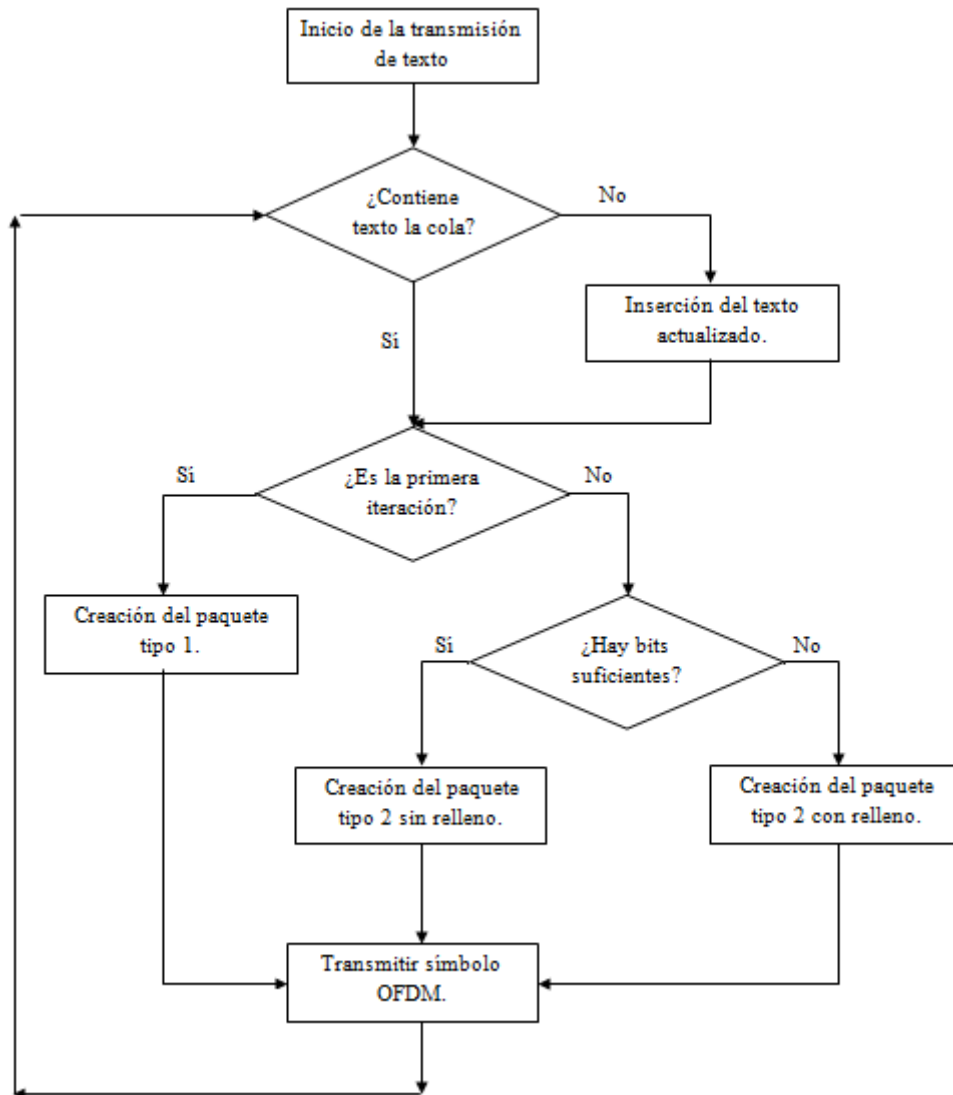 Inicio de la transmisión
de texto
¿Contiene
texto la cola?
No
Inserción del texto
actualizado.
Sí
¿Es la primera
iteración?
Sí
No
Creación del paquete
tipo 1.
¿Hay bits
suficientes?
Sí
No
Creación del paquete
tipo 2 sin relleno.
Creación del paquete
tipo 2 con relleno.
Transmitir símbolo
OFDM.